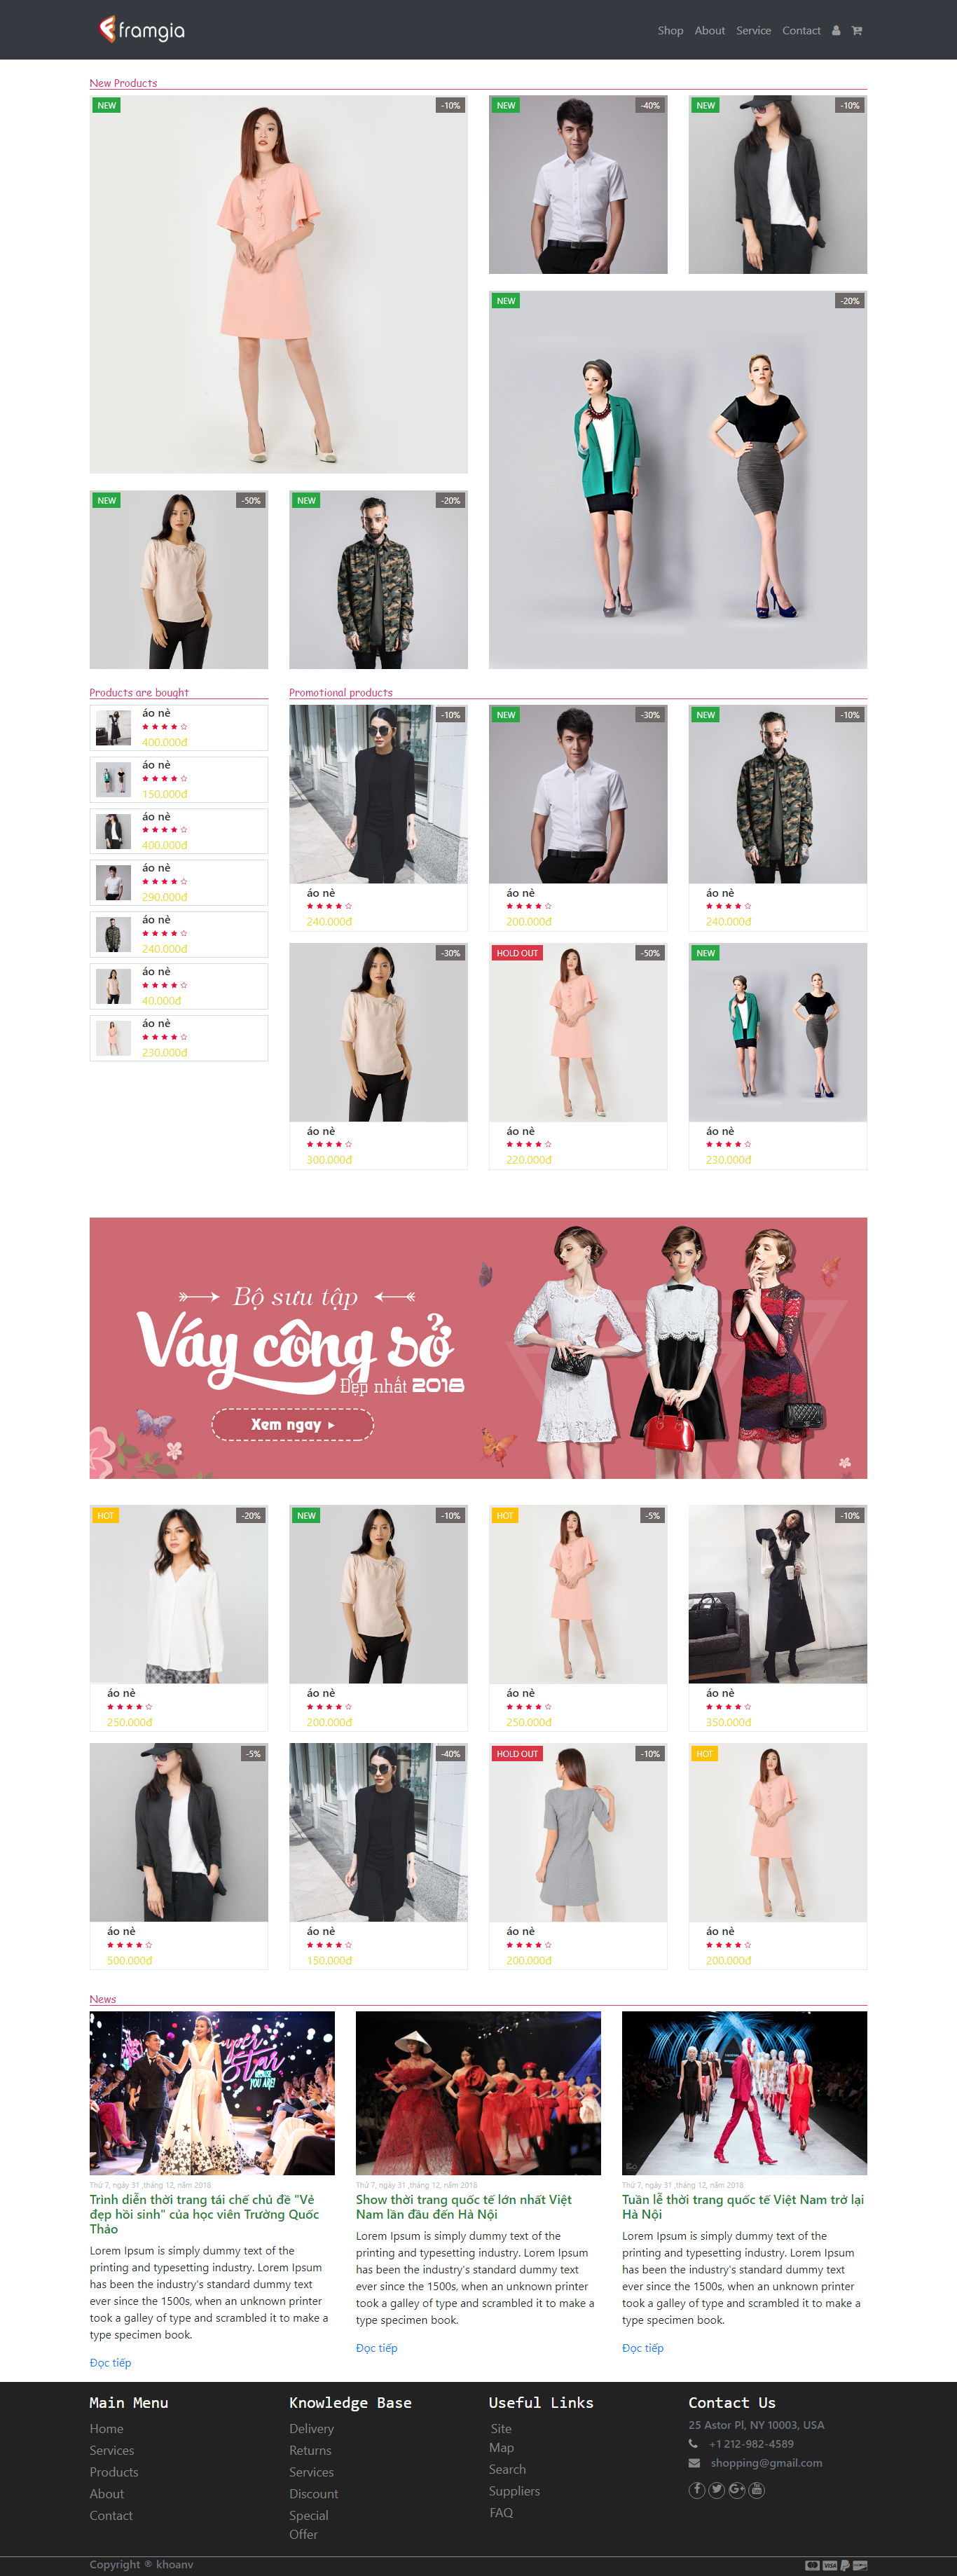 framgia
Shop About Service Contact
New Products
NEW -10%
NEW -40%
NEW -10%
NEW -20%
NEW -50%
NEW -20%
Products are bought
áo nè
400.000đ
áo nè
150.000đ
áo nè
400.000đ
áo nè
290.000đ
áo nè
240.000đ
áo nè
40.000đ
áo nè
230.000đ
Promotional products
-10%
áo nè
240.000đ
NEW -30%
áo nè
200.000đ
NEW -10%
áo nè
240.000đ
-30%
áo nè
300.000đ
HOLD OUT -50%
áo nè
220.000đ
NEW
áo nè
230.000đ
Bộ sưu tập
Váy công sở
Đẹp nhất 2018
Xem ngay
HOT -20%
áo nè
250.000đ
NEW -10%
áo nè
200.000đ
HOT -5%
áo nè
250.000đ
-10%
áo nè
350.000đ
-5%
áo nè
500.000đ
-40%
áo nè
150.000đ
HOLD OUT -10%
áo nè
200.000đ
HOT
áo nè
200.000đ
News
Super
Star
YOU ARE!
Thứ 7, ngày 31 ,tháng 12, năm 2018
Trình diễn thời trang tái chế chủ đề "Vẻ
đẹp hồi sinh" của học viên Trường Quốc
Thảo
Lorem Ipsum is simply dummy text of the
printing and typesetting industry. Lorem Ipsum
has been the industry's standard dummy text
ever since the 1500s, when an unknown printer
took a galley of type and scrambled it to make a
type specimen book.
Đọc tiếp
Thứ 7, ngày 31 ,tháng 12, năm 2018
Show thời trang quốc tế lớn nhất Việt
Nam lần đầu đến Hà Nội
Lorem Ipsum is simply dummy text of the
printing and typesetting industry. Lorem Ipsum
has been the industry's standard dummy text
ever since the 1500s, when an unknown printer
took a galley of type and scrambled it to make a
type specimen book.
Đọc tiếp
Thứ 7, ngày 31 ,tháng 12, năm 2018
Tuần lễ thời trang quốc tế Việt Nam trở lại
Hà Nội
Lorem Ipsum is simply dummy text of the
printing and typesetting industry. Lorem Ipsum
has been the industry's standard dummy text
ever since the 1500s, when an unknown printer
took a galley of type and scrambled it to make a
type specimen book.
Đọc tiếp
Main Menu
Home
Services
Products
About
Contact
Knowledge Base
Delivery
Returns
Services
Discount
Special
Offer
Useful Links
Site
Map
Search
Suppliers
FAQ
Contact Us
25 Astor Pl, NY 10003, USA
+1 212-982-4589
shopping@gmail.com
Copyright ® khoanv
VISA